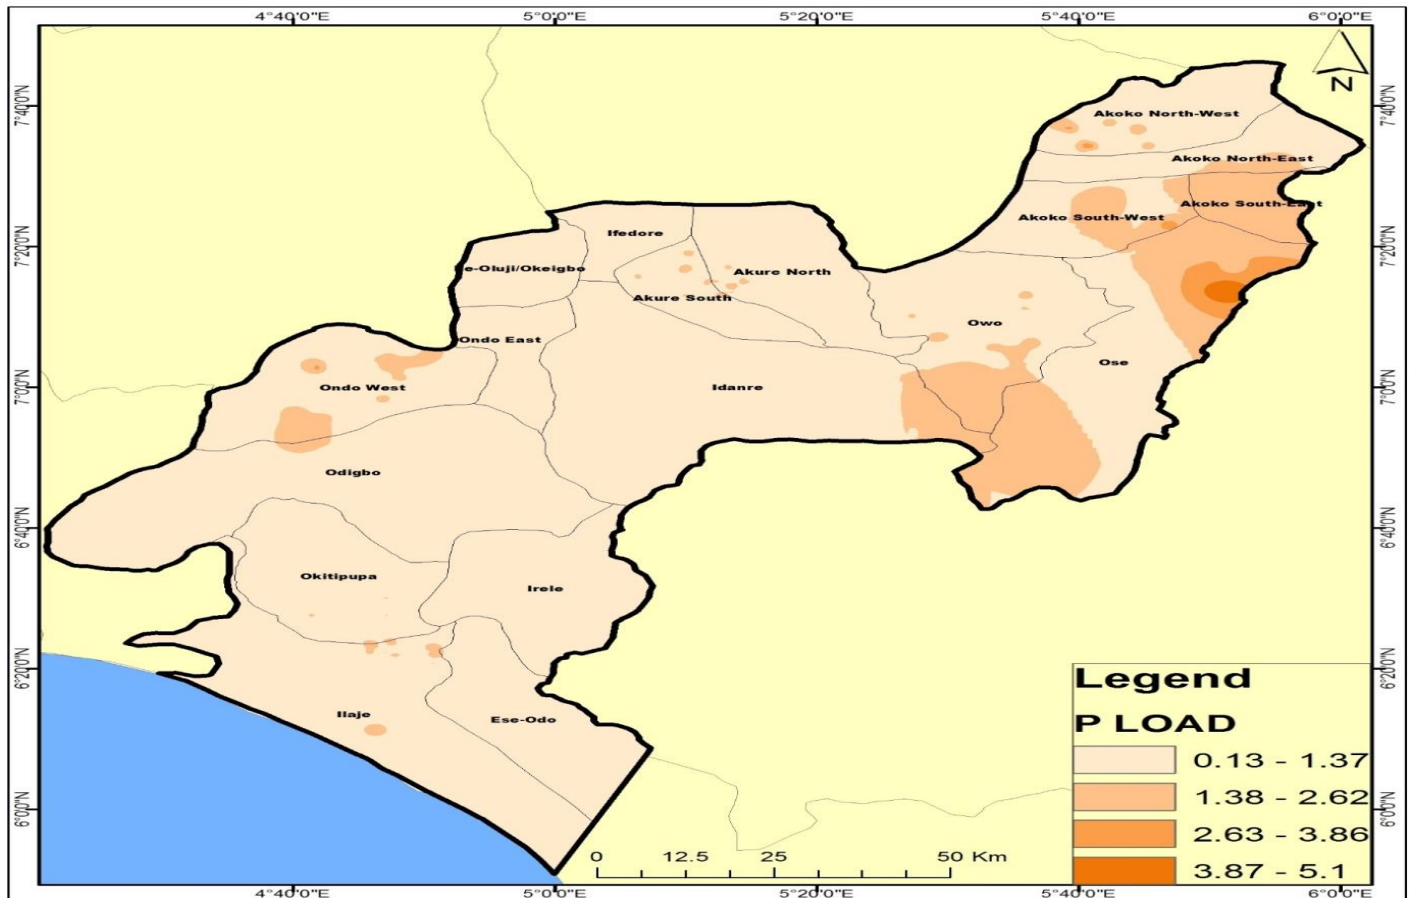 4°40'0"E 5°0'0"E 5°20'0"E 5°40'0"E 6°0'0"E
N
7°40'0"N 7°40'0"N
Akoko North-West
Akoko North-East
Akoko South-East
Akoko South-West
Ifedore
7°20'0"N 7°20'0"N
e-Oluji/Okeigbo
Akure North
Akure South
Owo
Ondo East
Ose
Ondo West
Idanre
7°0'0"N 7°0'0"N
Odigbo
6°40'0"N 6°40'0"N
Okitipupa
Irele
6°20'0"N 6°20'0"N
Ilaje
Ese-Odo
6°0'0"N 6°0'0"N
Legend
P LOAD
0.13 - 1.37
1.38 - 2.62
2.63 - 3.86
3.87 - 5.1
0 12.5 25 50 Km
4°40'0"E 5°0'0"E 5°20'0"E 5°40'0"E 6°0'0"E